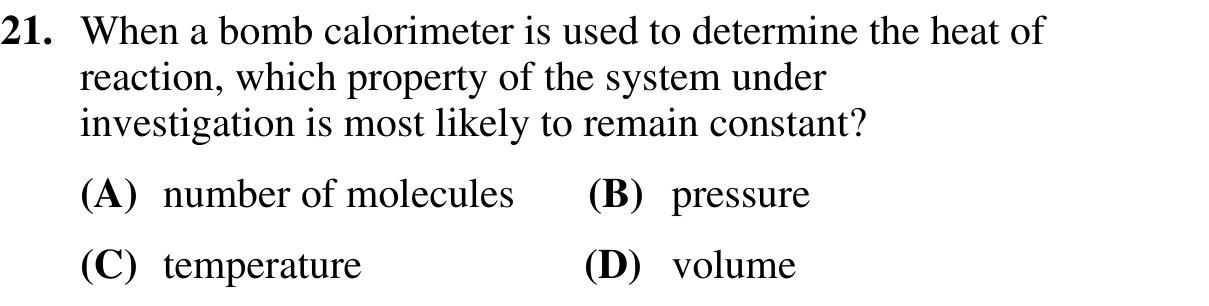 21. When a bomb calorimeter is used to determine the heat of
reaction, which property of the system under
investigation is most likely to remain constant?
(A) number of molecules (B) pressure
(C) temperature (D) volume